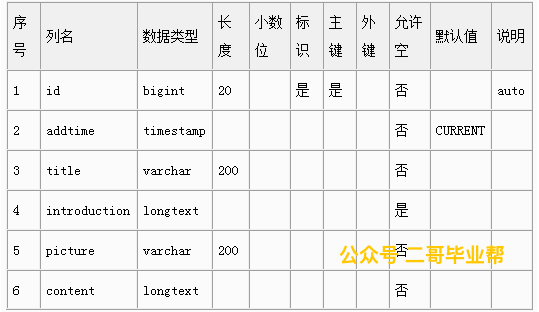 序号 列名 数据类型 长度 小数位 标识 主键 外键 允许空 默认值 说明
1 id bigint 20 是 是 否 auto
2 addtime timestamp 否 CURRENT
3 title varchar 200 否
4 introduction longtext 是
5 picture varchar 200 否
公众号 二哥毕业帮
6 content longtext 否